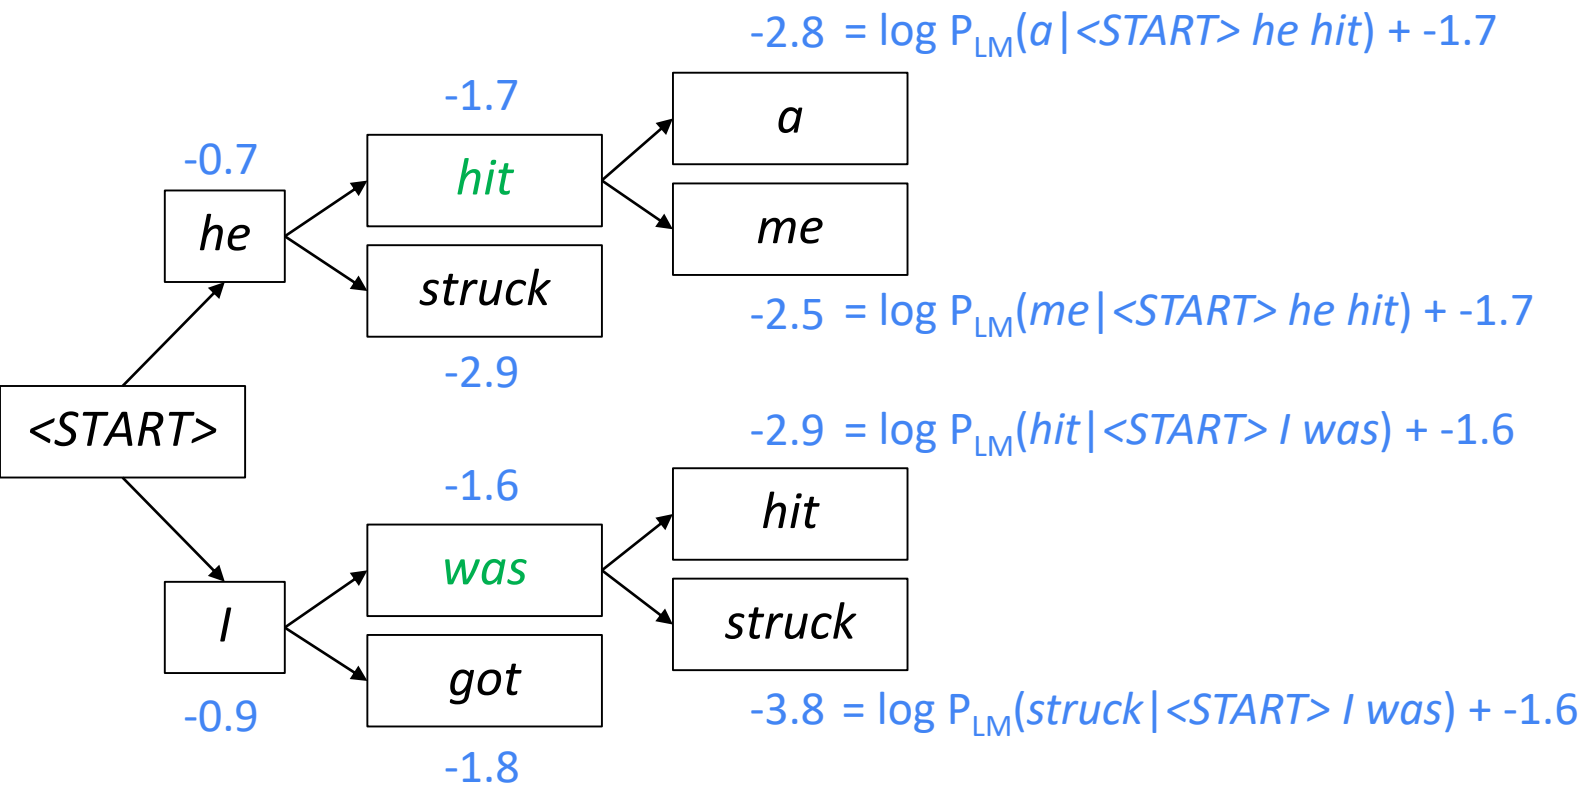 -2.8 = log P_LM(a|<START> he hit) + -1.7
-1.7
a
-0.7
hit
he
me
struck
-2.5 = log P_LM(me|<START> he hit) + -1.7
-2.9
<START>
-2.9 = log P_LM(hit|<START> I was) + -1.6
-1.6
hit
was
I
struck
got
-0.9
-3.8 = log P_LM(struck|<START> I was) + -1.6
-1.8